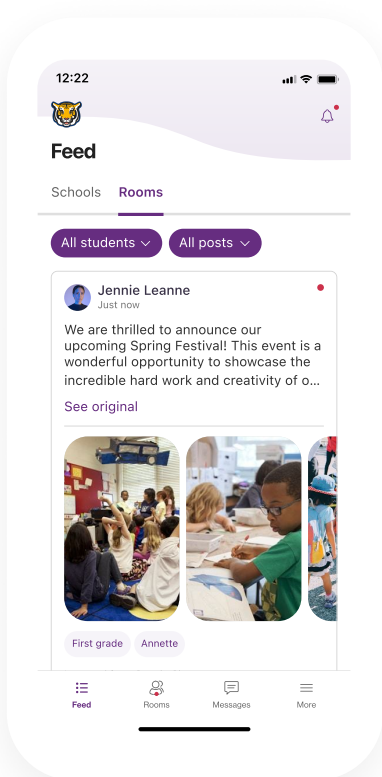 12:22
Feed
Schools Rooms
All students All posts
Jennie Leanne
Just now
We are thrilled to announce our
upcoming Spring Festival! This event is a
wonderful opportunity to showcase the
incredible hard work and creativity of o...
See original
First grade Annette
Feed Rooms Messages More